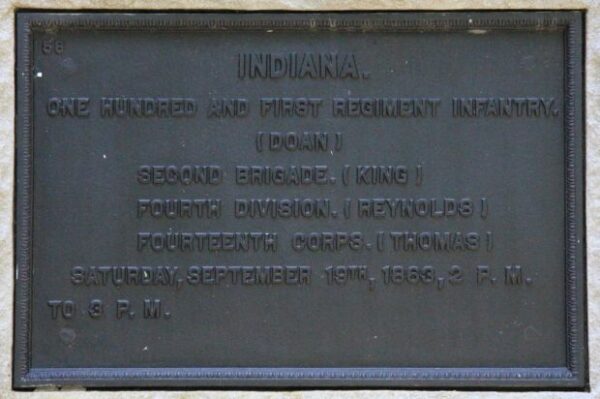 56
INDIANA.
ONE HUNDRED AND FIRST REGIMENT INFANTRY.
(DOAN)
SECOND BRIGADE. (KING)
FOURTH DIVISION. (REYNOLDS)
FOURTEENTH CORPS. (THOMAS)
SATURDAY, SEPTEMBER 19TH, 1863, 2 P. M.
TO 3 P. M.